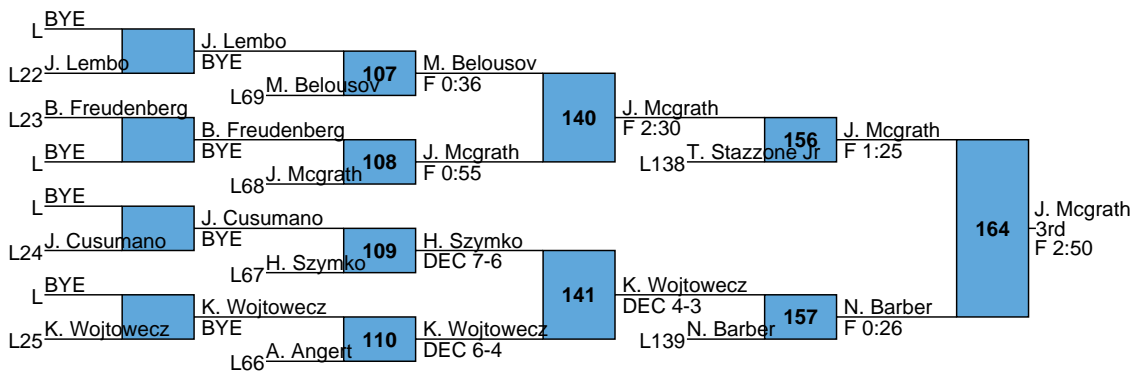 L BYE
L22 J. Lembo
J. Lembo
BYE
107
L69 M. Belousov
M. Belousov
F 0:36
L23 B. Freudenberg
L BYE
B. Freudenberg
BYE
108
L68 J. Mcgrath
J. Mcgrath
F 0:55
140
J. Mcgrath
F 2:30
L138 T. Stazzone Jr
156
J. Mcgrath
F 1:25
L BYE
L24 J. Cusumano
J. Cusumano
BYE
109
L67 H. Szymko
H. Szymko
DEC 7-6
L BYE
L25 K. Wojtowecz
K. Wojtowecz
BYE
110
L66 A. Angert
K. Wojtowecz
DEC 6-4
141
K. Wojtowecz
DEC 4-3
L139 N. Barber
157
N. Barber
F 0:26
164
J. Mcgrath
3rd
F 2:50